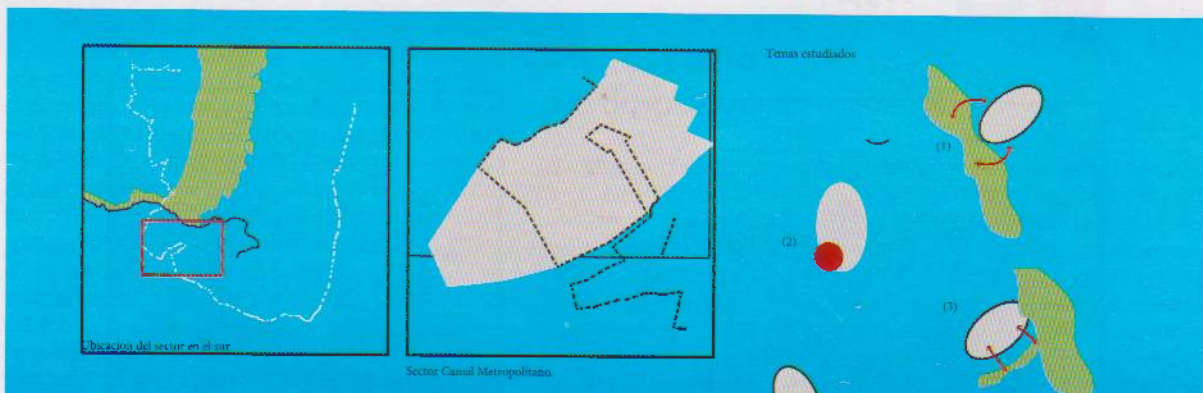 Ubicacion del sector en el sur.
Sector Canal Metropolitano.
Temas estudiados
(1)
(2)
(3)